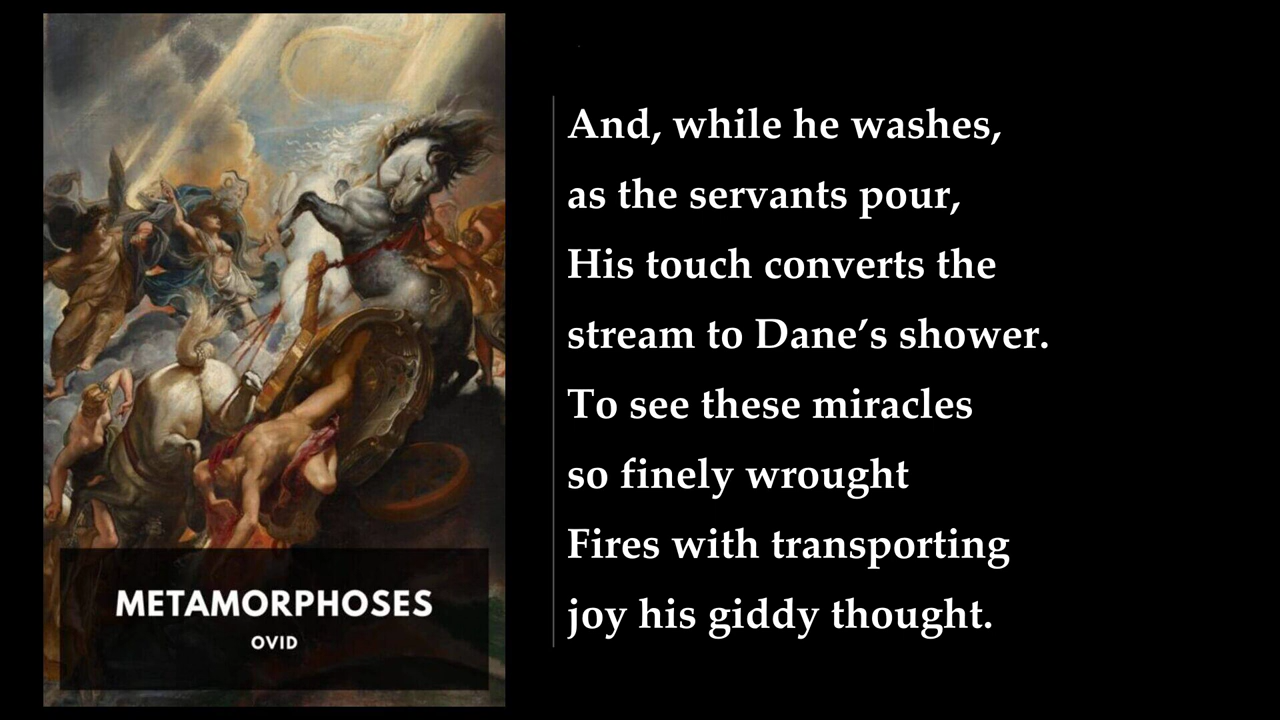 METAMORPHOSES
OVID
And, while he washes,
as the servants pour,
His touch converts the
stream to Dane’s shower.
To see these miracles
so finely wrought
Fires with transporting
joy his giddy thought.